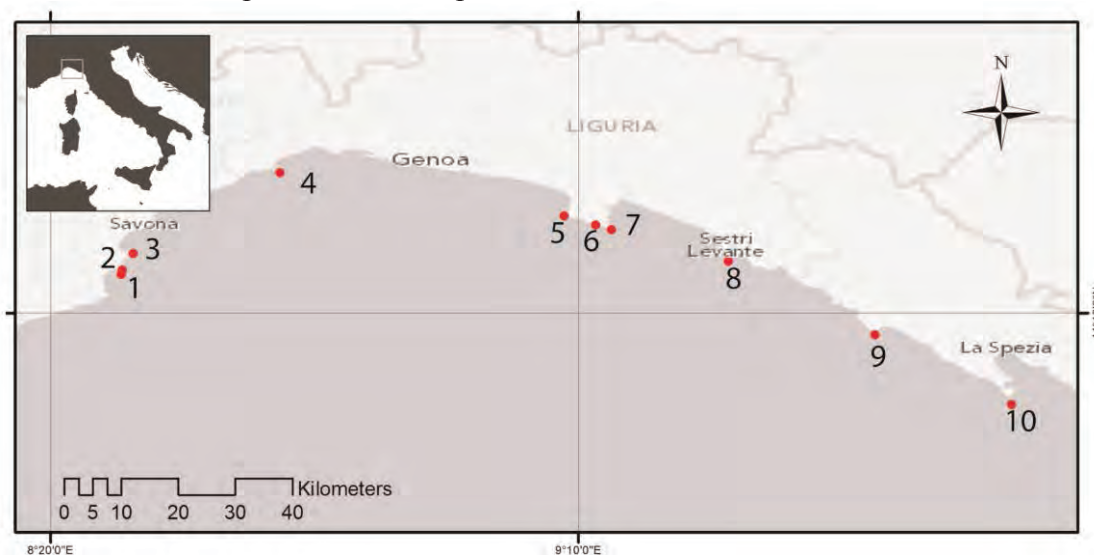 N
LIGURIA
Genoa
4
Savona
5
6
7
3
2
1
Sestri
Levante
8
9
La Spezia
10
Kilometers
0 5 10 20 30 40
8°20'0"E
9°10'0"E